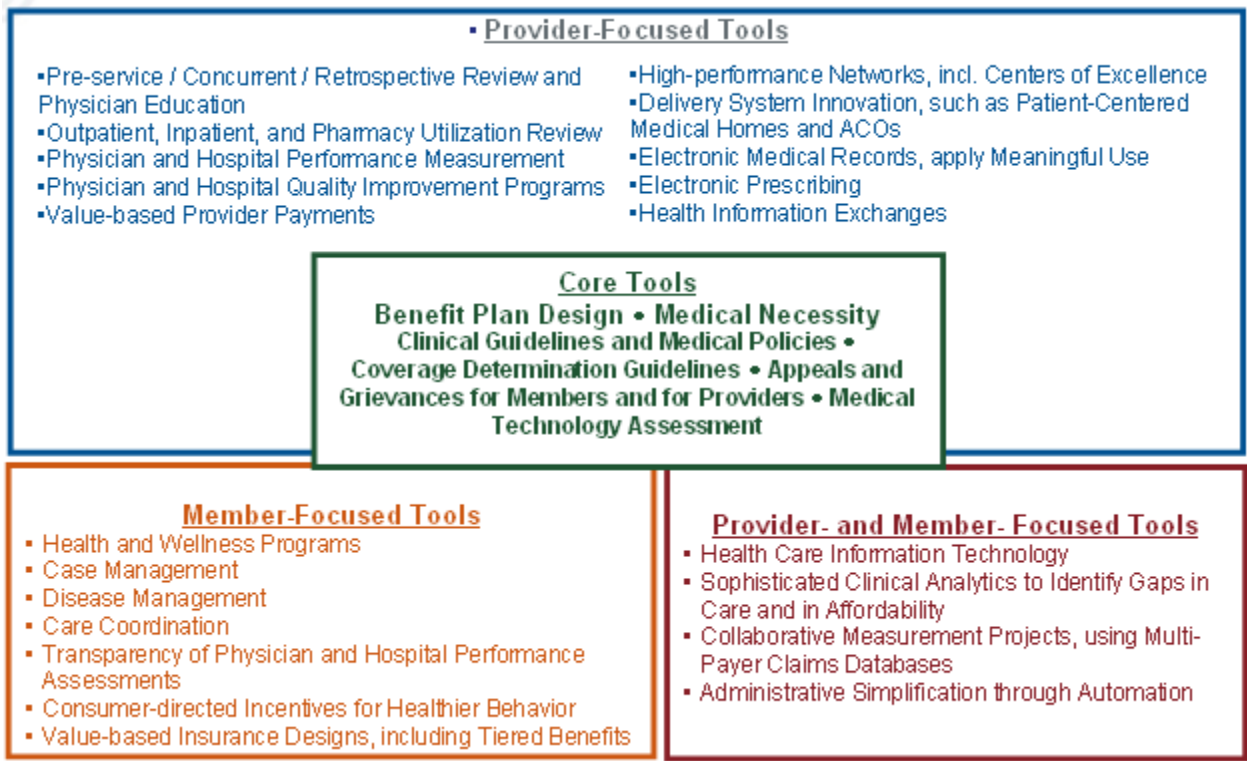 ▪ Provider-Focused Tools
▪Pre-service / Concurrent / Retrospective Review and
Physician Education
▪Outpatient, Inpatient, and Pharmacy Utilization Review
▪Physician and Hospital Performance Measurement
▪Physician and Hospital Quality Improvement Programs
▪Value-based Provider Payments
▪High-performance Networks, incl. Centers of Excellence
▪Delivery System Innovation, such as Patient-Centered
Medical Homes and ACOs
▪Electronic Medical Records, apply Meaningful Use
▪Electronic Prescribing
▪Health Information Exchanges
Core Tools
Benefit Plan Design • Medical Necessity
Clinical Guidelines and Medical Policies •
Coverage Determination Guidelines • Appeals and
Grievances for Members and for Providers • Medical
Technology Assessment
Member-Focused Tools
▪ Health and Wellness Programs
▪ Case Management
▪ Disease Management
▪ Care Coordination
▪ Transparency of Physician and Hospital Performance
Assessments
▪ Consumer-directed Incentives for Healthier Behavior
▪ Value-based Insurance Designs, including Tiered Benefits
Provider- and Member- Focused Tools
▪ Health Care Information Technology
▪ Sophisticated Clinical Analytics to Identify Gaps in
Care and in Affordability
▪ Collaborative Measurement Projects, using Multi-
Payer Claims Databases
▪ Administrative Simplification through Automation